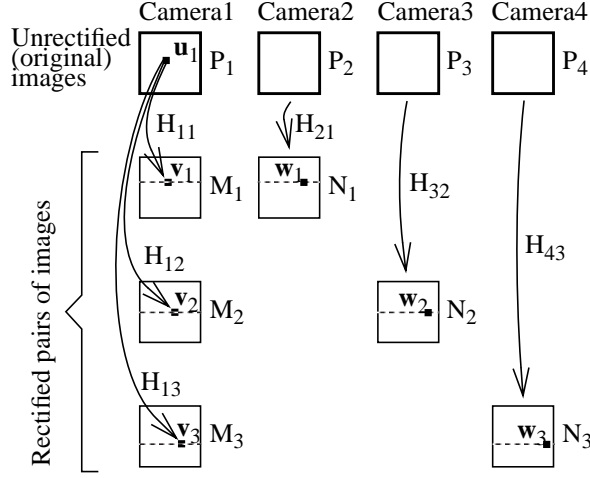 Camera1 Camera2 Camera3 Camera4
Unrectified
(original)
images
u1 P1 P2 P3 P4
H11 H21
v1 M1 w1 N1
H32
H12 H43
v2 M2 w2 N2
H13
v3 M3 w3 N3
Rectified pairs of images